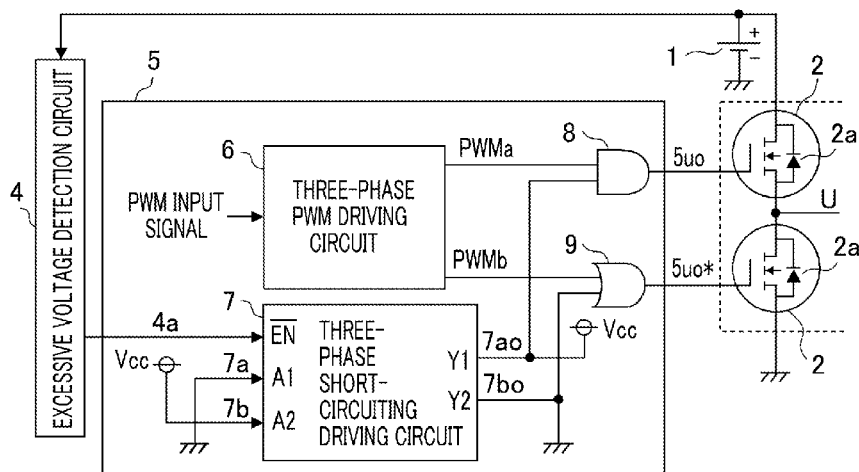 EXCESSIVE VOLTAGE DETECTION CIRCUIT
4
5
1
+
−
2
2a
U
2a
2
6
THREE-PHASE
PWM DRIVING
CIRCUIT
PWM INPUT
SIGNAL
PWMa
PWMb
8
5uo
9
5uo*
Vcc
7
4a
EN
THREE-
PHASE
SHORT-
CIRCUITING
DRIVING CIRCUIT
Vcc
7a
A1
7b
A2
Y1
7ao
Y2
7bo